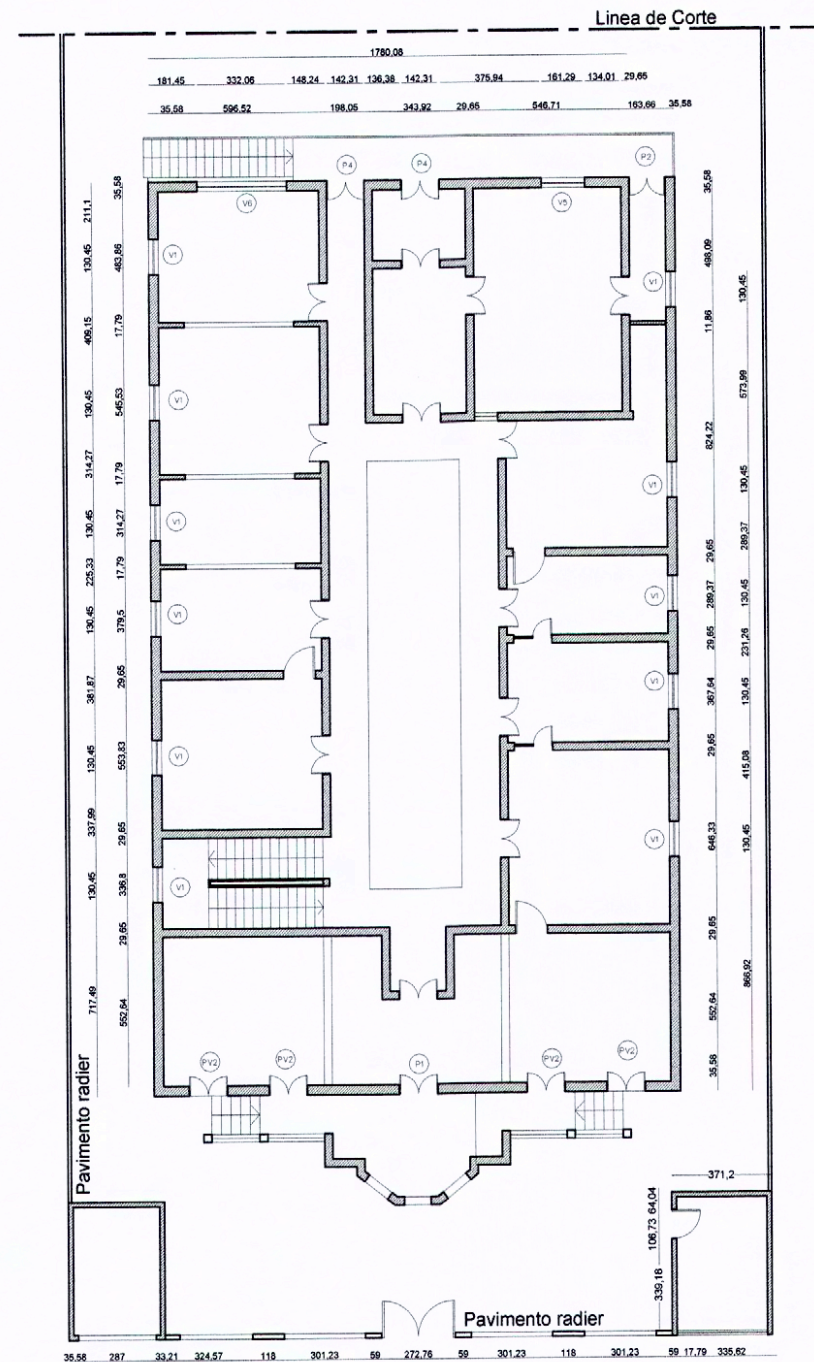 Linea de Corte
1780,08
181,45 332,06 148,24 142,31 136,38 142,31 375,94 161,29 134,01 29,65
35,58 596,52 198,05 343,92 29,65 546,71 163,66 35,58
P4 P4 P2
V6 V5
V1 V1
V1
V1
V1
V1 V1
V1
V1
V1
V1
PV2 PV2 P1 PV2 PV2
211,1 130,45 409,15 130,45 314,27 130,45 225,33 130,45 381,87 130,45 337,99 130,45 717,49
35,58 483,86 17,79 545,53 17,79 314,27 17,79 379,5 29,65 553,83 29,65 336,8 29,65 552,64
35,58 498,09 11,86 824,22 29,65 289,37 29,65 367,64 29,65 646,33 29,65 552,64 35,58
130,45 573,99 130,45 289,37 130,45 231,26 130,45 415,08 130,45 866,92
Pavimento radier
371,2
106,73 64,04
339,16
Pavimento radier
35,58 287 33,21 324,57 118 301,23 59 272,76 59 301,23 118 301,23 59 17,79 335,62